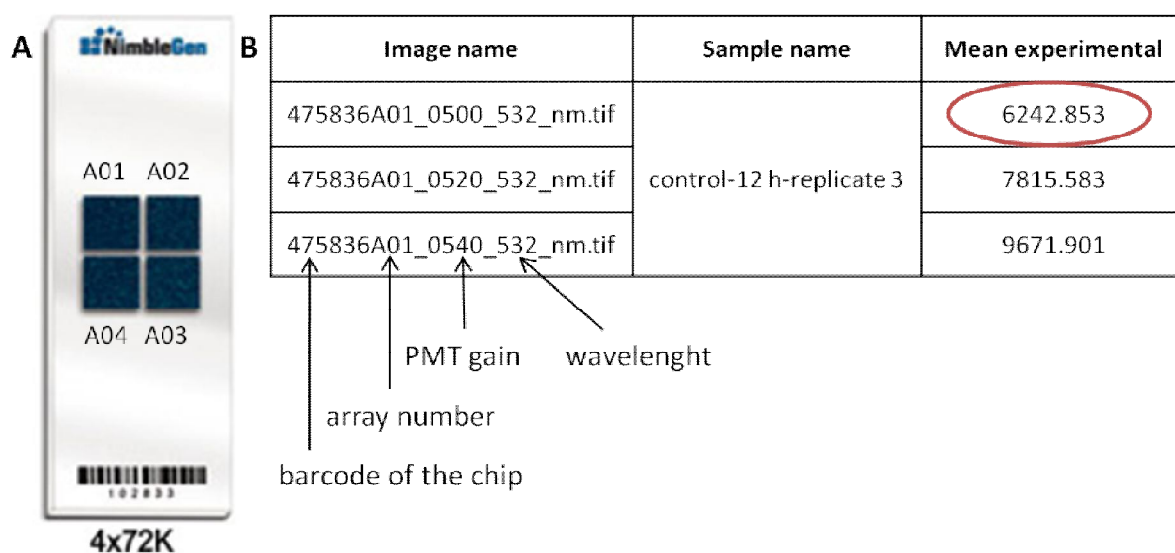 A
NimbleGen
A01 A02
A04 A03
102833
4x72K
B
Image name Sample name Mean experimental
475836A01_0500_532_nm.tif 6242.853
475836A01_0520_532_nm.tif control-12 h-replicate 3 7815.583
475836A01_0540_532_nm.tif 9671.901
PMT gain wavelenght
array number
barcode of the chip